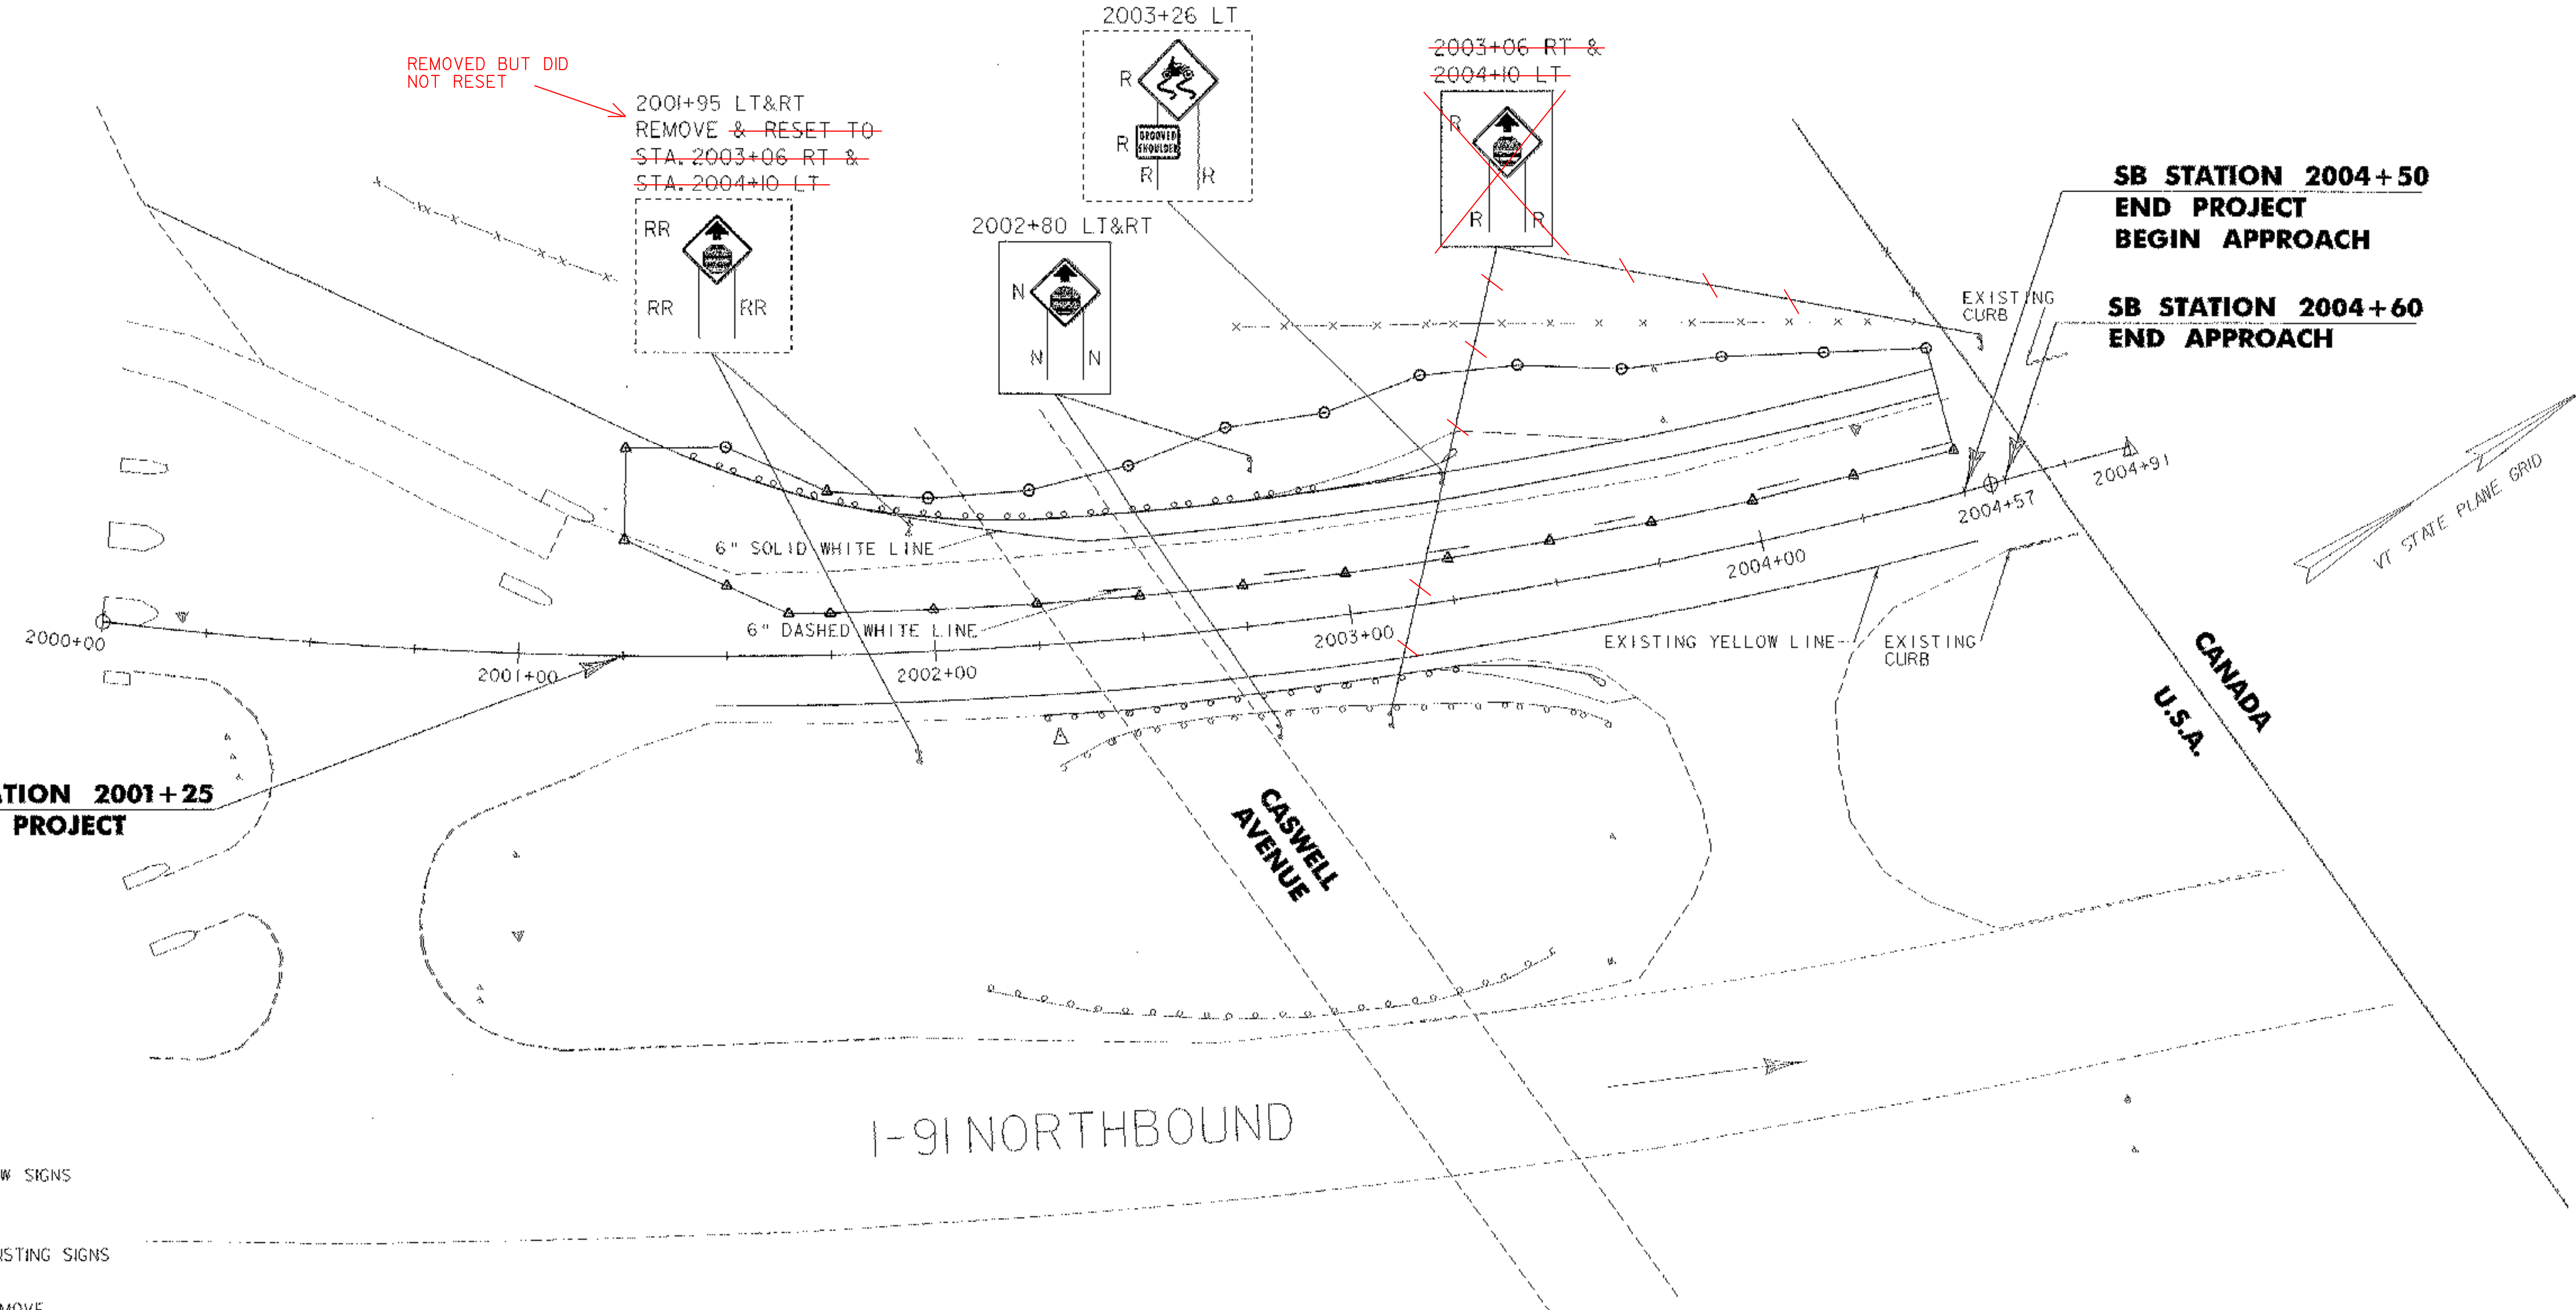 2003+26 LT
R
R
GROOVED
SHOULDER
R
R
REMOVED BUT DID
NOT RESET
2001+95 LT&RT
REMOVE & RESET TO
STA. 2003+06 RT &
STA. 2004+10 LT
RR
RR
RR
2002+80 LT&RT
N
N
N
2003+06 RT &
2004+10 LT
R
R
R
SB STATION 2004+50
END PROJECT
BEGIN APPROACH
SB STATION 2004+60
END APPROACH
EXISTING
CURB
2004+91
2004+57
VT STATE PLANE GRID
6" SOLID WHITE LINE
6" DASHED WHITE LINE
2000+00
2001+00
2002+00
2003+00
2004+00
EXISTING YELLOW LINE
EXISTING
CURB
CANADA
U.S.A.
ATION 2001+25
PROJECT
CASWELL
AVENUE
I-91 NORTHBOUND
W SIGNS
ISTING SIGNS
MOVE